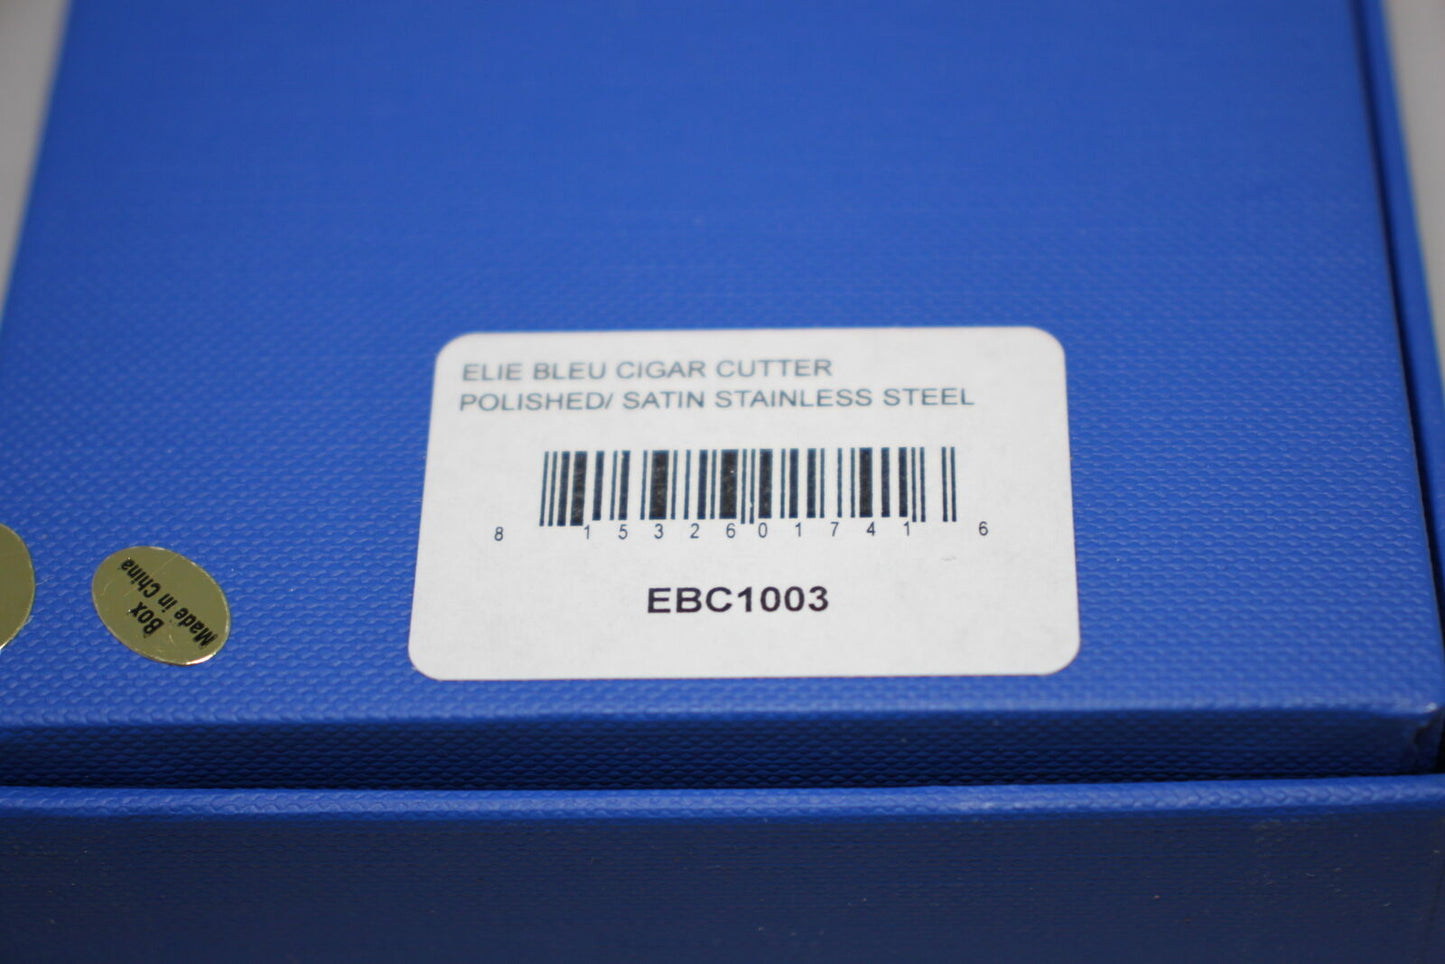 ELIE BLEU CIGAR CUTTER
POLISHED/ SATIN STAINLESS STEEL
8 15326 01741 6
EBC1003
Box
Made in China